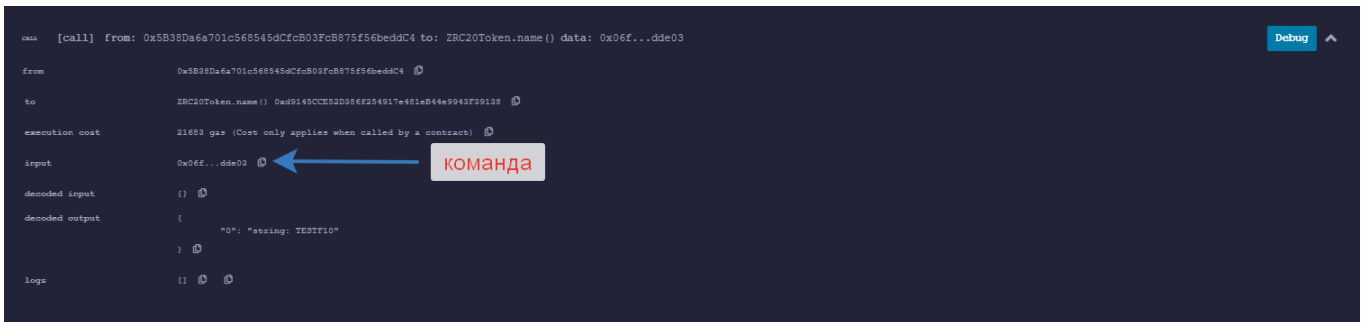 CALL [call] from: 0x5B38Da6a701c568545dCfcB03FcB875f56beddC4 to: ZRC20Token.name() data: 0x06f...dde03 Debug
from 0x5B38Da6a701c568545dCfcB03FcB875f56beddC4
to ZRC20Token.name() 0xd9145CCE52D386f254917e481eB44e9943F39138
execution cost 21683 gas (Cost only applies when called by a contract)
input 0x06f...dde03 команда
decoded input {}
decoded output {
"0": "string: TESTF10"
}
logs []